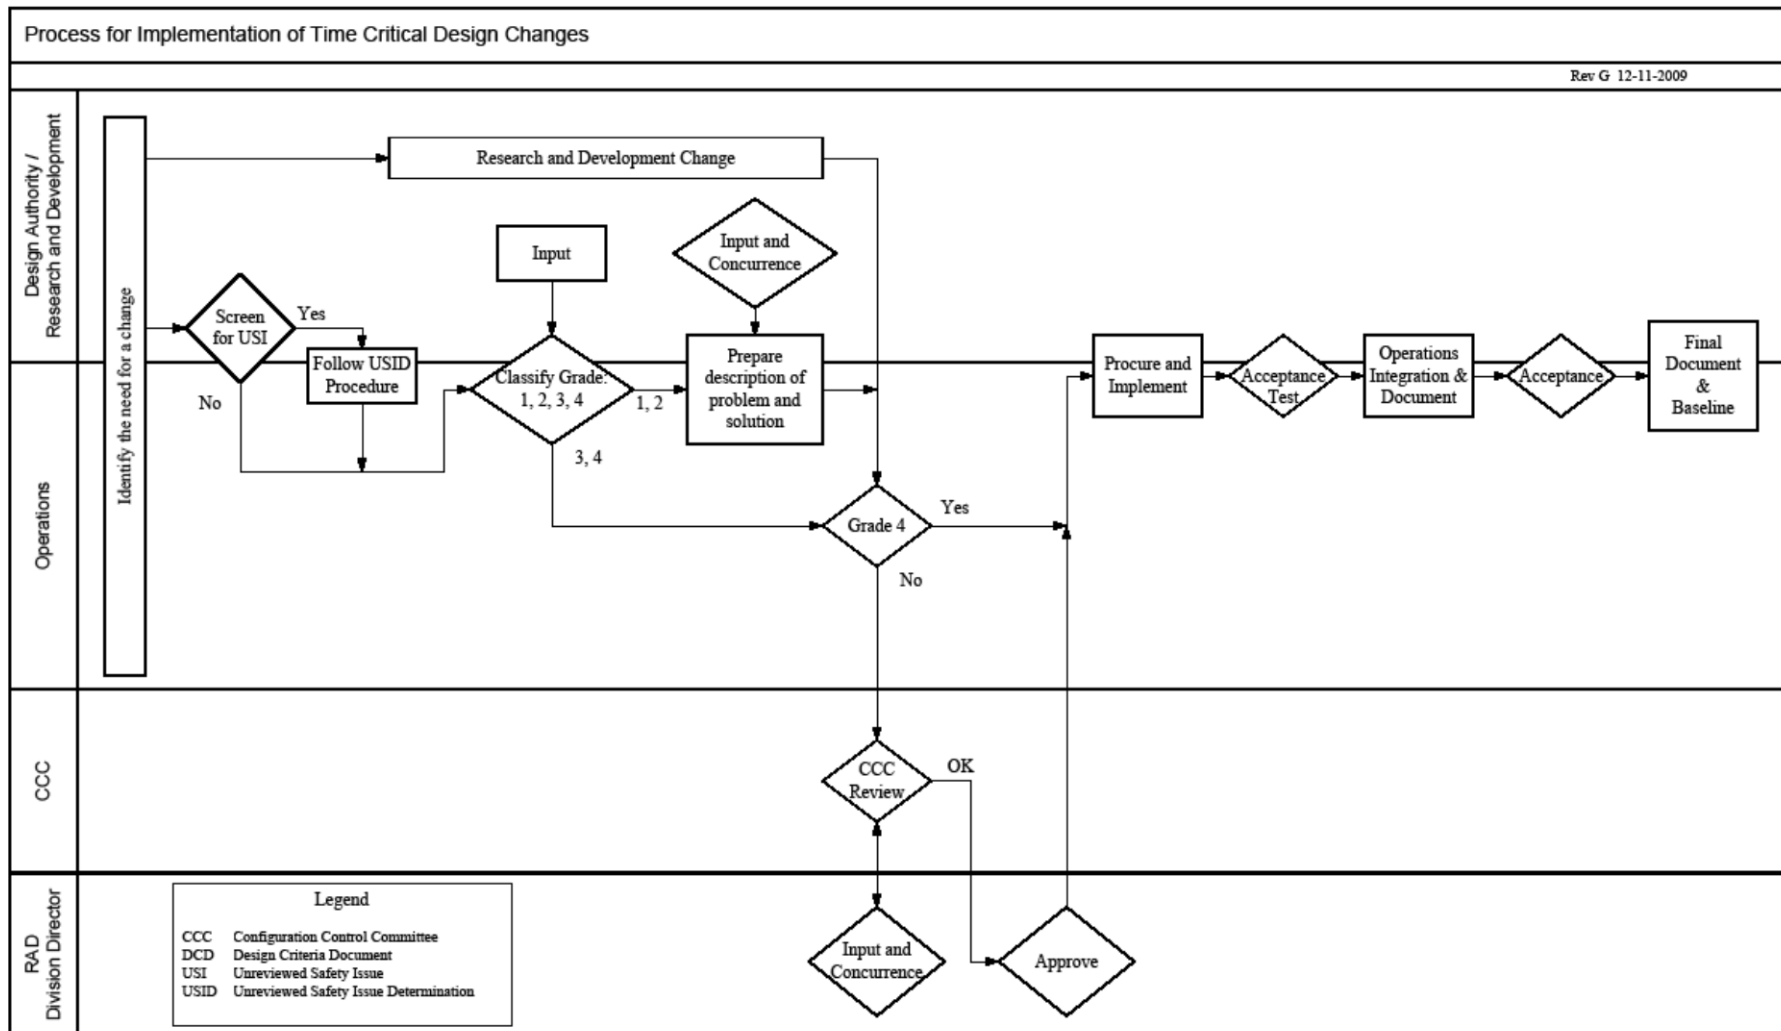 Process for Implementation of Time Critical Design Changes
Rev G 12-11-2009
Design Authority /
Research and Development
Operations
CCC
RAD
Division Director
Identify the need for a change
Research and Development Change
Input
Input and
Concurrence
Screen
for USI
Yes
No
Follow USID
Procedure
Classify Grade:
1, 2, 3, 4
1, 2
3, 4
Prepare
description of
problem and
solution
Grade 4
Yes
No
Procure and
Implement
Acceptance
Test
Operations
Integration &
Document
Acceptance
Final
Document
&
Baseline
CCC
Review
OK
Input and
Concurrence
Approve
Legend
CCC Configuration Control Committee
DCD Design Criteria Document
USI Unreviewed Safety Issue
USID Unreviewed Safety Issue Determination